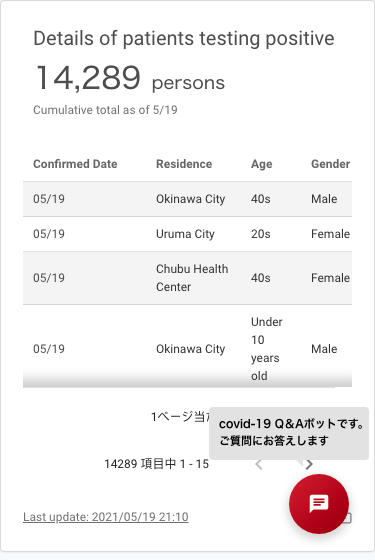 Details of patients testing positive
14,289 persons
Cumulative total as of 5/19
Confirmed Date Residence Age Gender
05/19 Okinawa City 40s Male
05/19 Uruma City 20s Female
05/19 Chubu Health Center 40s Female
05/19 Okinawa City Under 10 years old Male
1ページ当
covid-19 Q&Aボットです。
ご質問にお答えします
14289 項目中 1 - 15
Last update: 2021/05/19 21:10